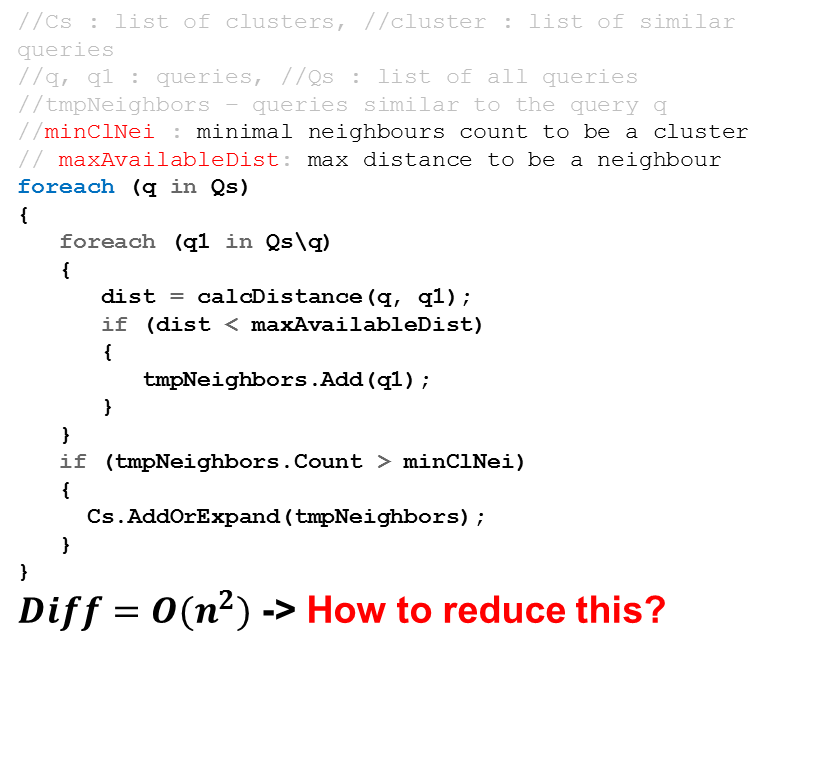 //Cs : list of clusters, //cluster : list of similar
queries
//q, q1 : queries, //Qs : list of all queries
//tmpNeighbors – queries similar to the query q
//minClNei : minimal neighbours count to be a cluster
// maxAvailableDist: max distance to be a neighbour
foreach (q in Qs)
{
foreach (q1 in Qs\q)
{
dist = calcDistance(q, q1);
if (dist < maxAvailableDist)
{
tmpNeighbors.Add(q1);
}
}
if (tmpNeighbors.Count > minClNei)
{
Cs.AddOrExpand(tmpNeighbors);
}
}
Diff = O(n²) -> How to reduce this?